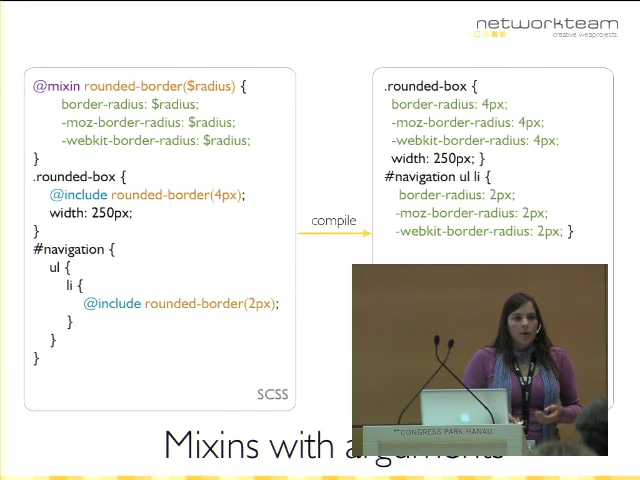 networkteam
creative webprojects
@mixin rounded-border($radius) {
border-radius: $radius;
-moz-border-radius: $radius;
-webkit-border-radius: $radius;
}
.rounded-box {
@include rounded-border(4px);
width: 250px;
}
#navigation {
ul {
li {
@include rounded-border(2px);
}
}
}
SCSS
compile
.rounded-box {
border-radius: 4px;
-moz-border-radius: 4px;
-webkit-border-radius: 4px;
width: 250px; }
#navigation ul li {
border-radius: 2px;
-moz-border-radius: 2px;
-webkit-border-radius: 2px; }
CONGRESS PARK HANAU
Mixins with arguments